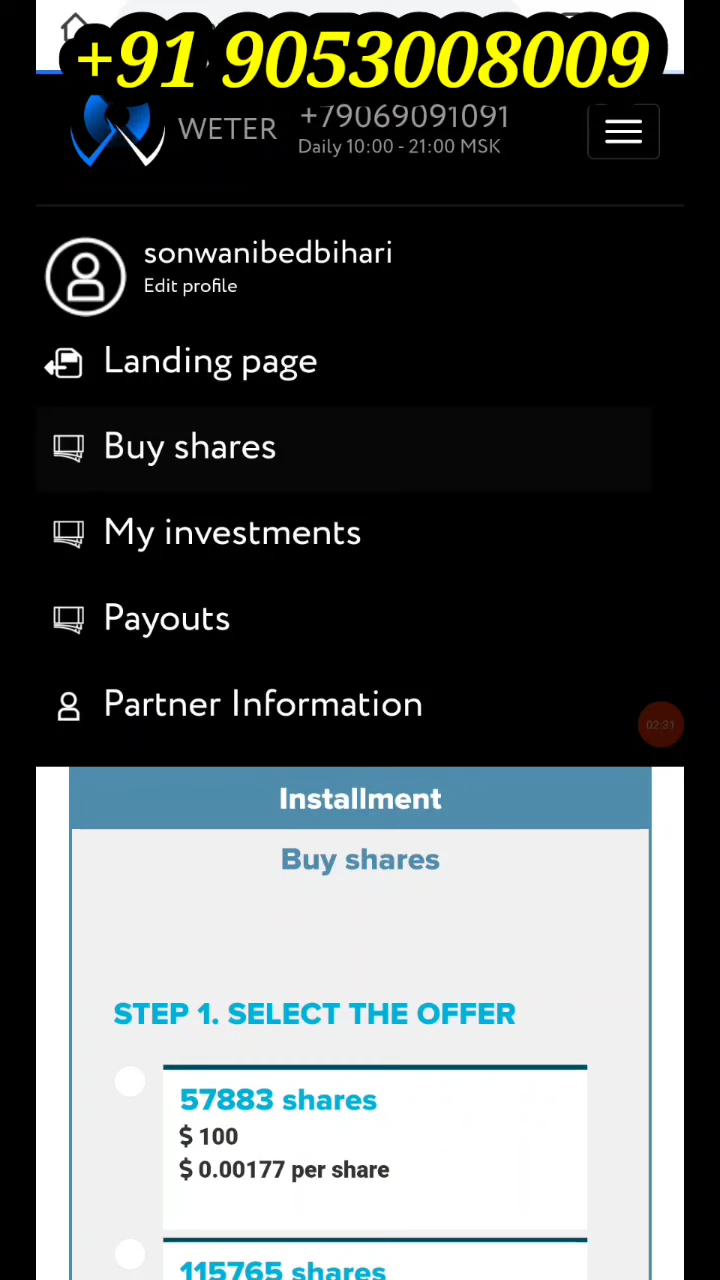 +91 9053008009
WETER
+79069091091
Daily 10:00 - 21:00 MSK
sonwanibedbihari
Edit profile
Landing page
Buy shares
My investments
Payouts
Partner Information
02:31
Installment
Buy shares
STEP 1. SELECT THE OFFER
57883 shares
$ 100
$ 0.00177 per share
115765 shares